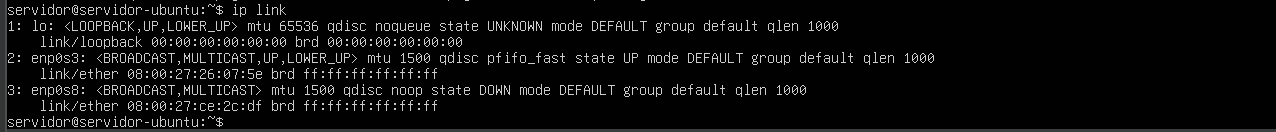 servidor@servidor-ubuntu:~$ ip link
1: lo: <LOOPBACK,UP,LOWER_UP> mtu 65536 qdisc noqueue state UNKNOWN mode DEFAULT group default qlen 1000
    link/loopback 00:00:00:00:00:00 brd 00:00:00:00:00:00
2: enp0s3: <BROADCAST,MULTICAST,UP,LOWER_UP> mtu 1500 qdisc pfifo_fast state UP mode DEFAULT group default qlen 1000
    link/ether 08:00:27:26:07:5e brd ff:ff:ff:ff:ff:ff
3: enp0s8: <BROADCAST,MULTICAST> mtu 1500 qdisc noop state DOWN mode DEFAULT group default qlen 1000
    link/ether 08:00:27:ce:2c:df brd ff:ff:ff:ff:ff:ff
servidor@servidor-ubuntu:~$